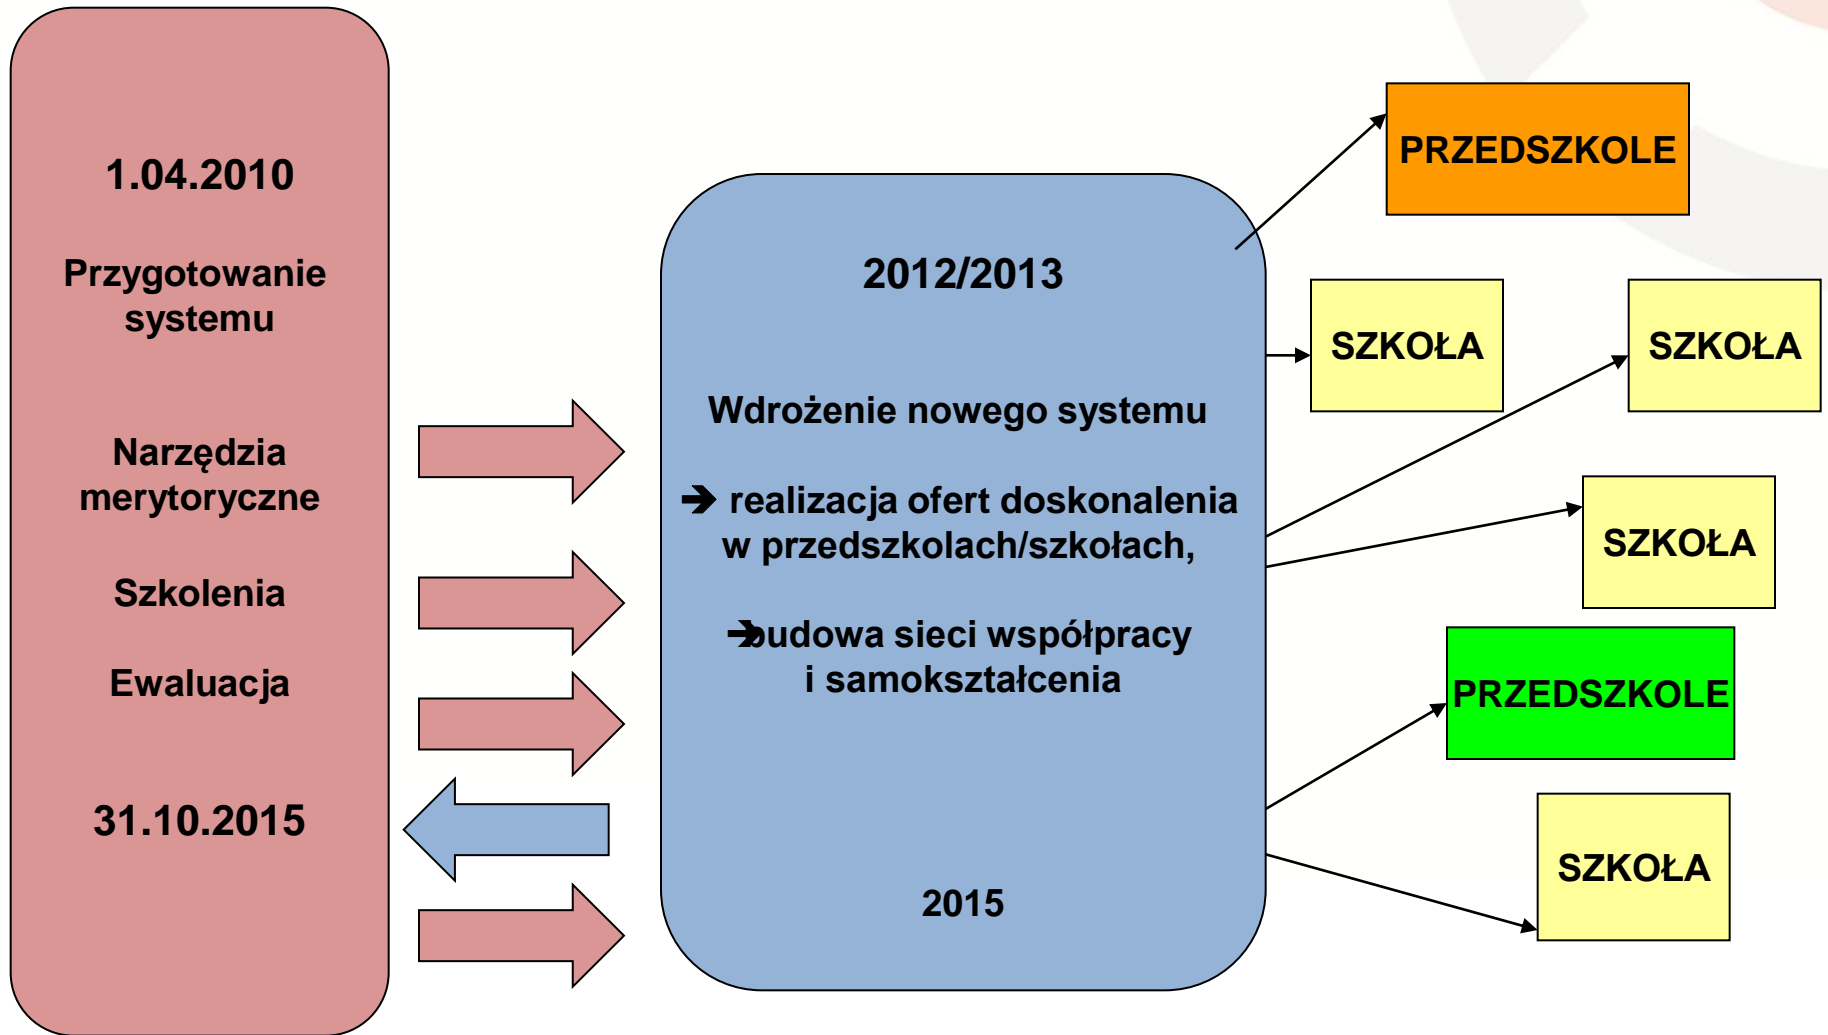 1.04.2010
Przygotowanie
systemu
Narzędzia
merytoryczne
Szkolenia
Ewaluacja
31.10.2015
2012/2013
Wdrożenie nowego systemu
➔ realizacja ofert doskonalenia
w przedszkolach/szkołach,
➔budowa sieci współpracy
i samokształcenia
2015
PRZEDSZKOLE
SZKOŁA
SZKOŁA
SZKOŁA
PRZEDSZKOLE
SZKOŁA